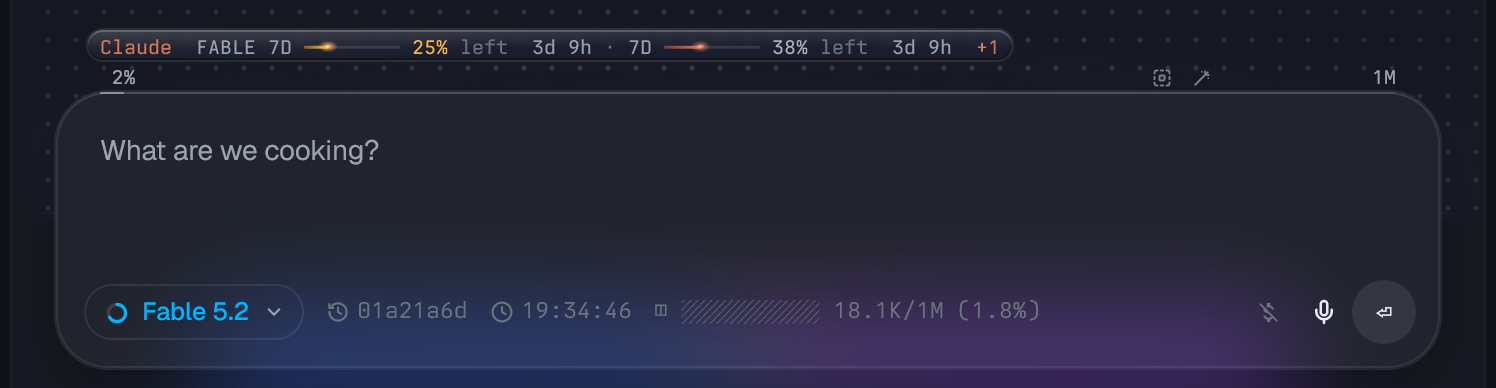 Claude FABLE 7D 25% left 3d 9h · 7D 38% left 3d 9h +1
2% 1M
What are we cooking?
Fable 5.2 01a21a6d 19:34:46 18.1K/1M (1.8%)